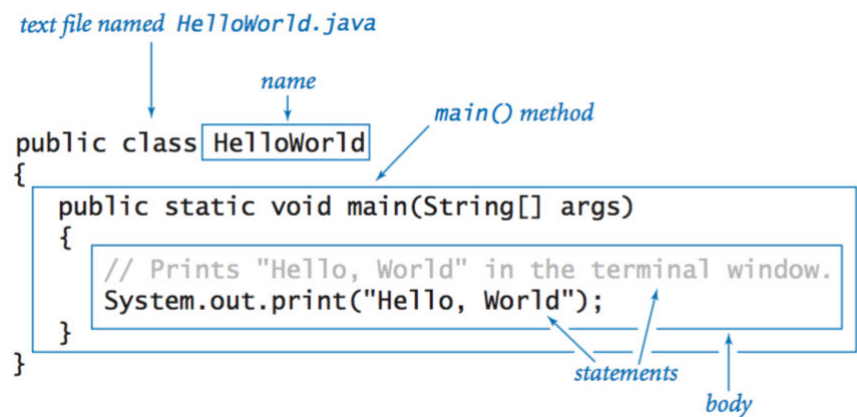 text file named HelloWorld.java
name
main() method
public class HelloWorld
{
public static void main(String[] args)
{
// Prints "Hello, World" in the terminal window.
System.out.print("Hello, World");
}
}
statements
body